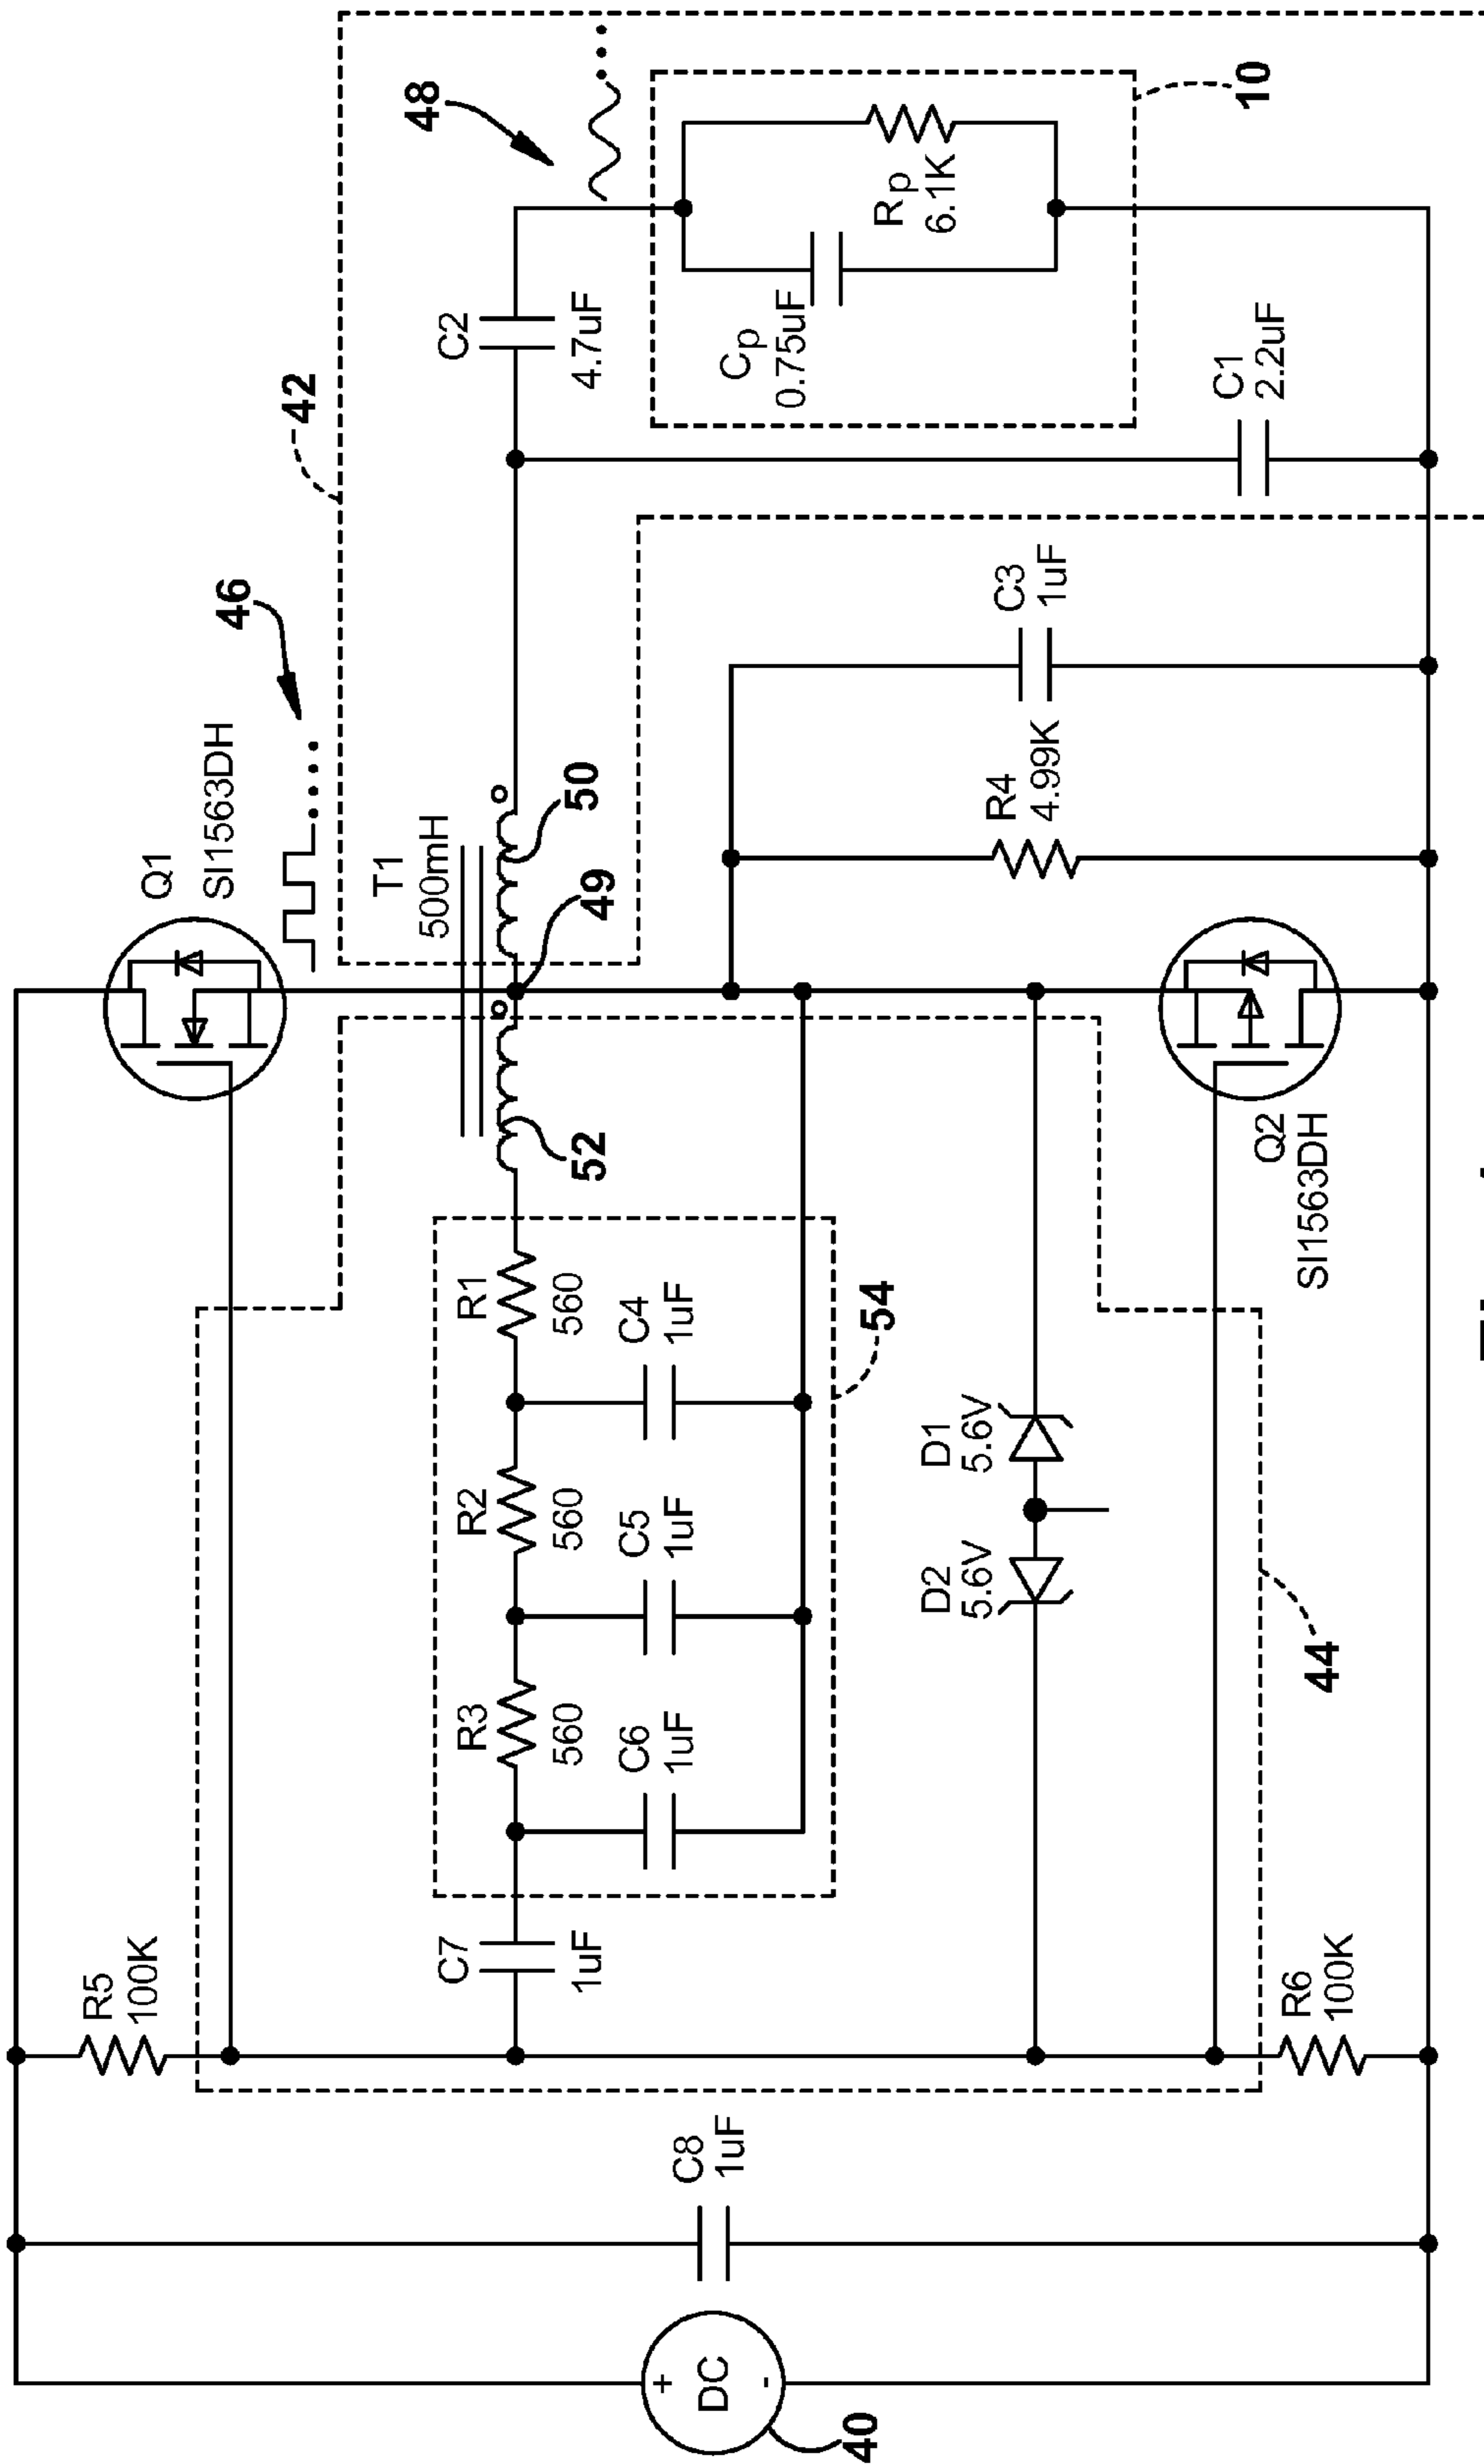 40
DC
+
-
C8
1uF
R5
100K
R6
100K
C7
1uF
R3
560
R2
560
R1
560
C6
1uF
C5
1uF
C4
1uF
54
D2
5.6V
D1
5.6V
44
52
49
50
T1
500mH
Q1
SI1563DH
46
Q2
SI1563DH
R4
4.99K
C3
1uF
42
C1
2.2uF
C2
4.7uF
48
Cp
0.75uF
Rp
6.1K
10